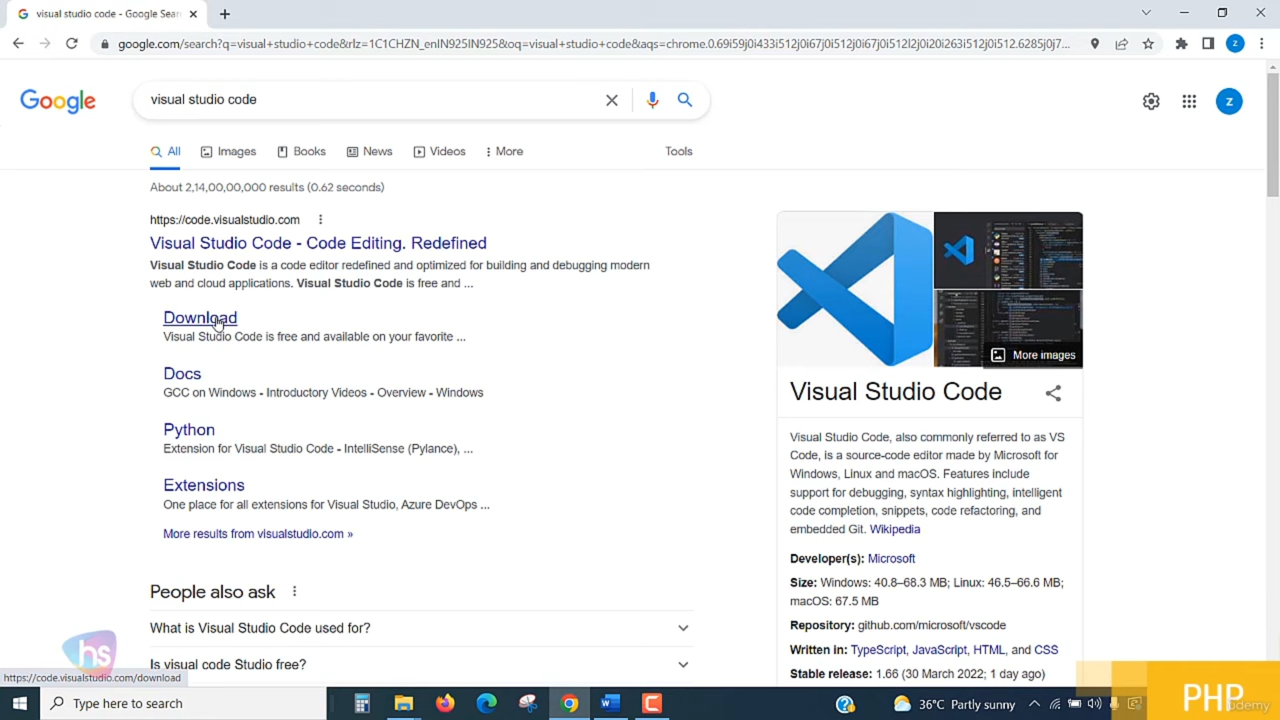 visual studio code - Google Sear
google.com/search?q=visual+studio+code&rlz=1C1CHZN_enIN925IN925&oq=visual+studio+code&aqs=chrome.0.69i59j0i433i512j0i67j0i67j0i67j0i512l2j0i20i263i512j0i512.6285j0j7...
z
Google
visual studio code
z
All
Images
Books
News
Videos
More
Tools
About 2,14,00,00,000 results (0.62 seconds)
https://code.visualstudio.com
Visual Studio Code - Code Editing. Redefined
Visual Studio Code is a code editor redefined and optimized for building and debugging modern
web and cloud applications. Visual Studio Code is free and ...
Download
Visual Studio Code is free and available on your favorite ...
Docs
GCC on Windows - Introductory Videos - Overview - Windows
Python
Extension for Visual Studio Code - IntelliSense (Pylance), ...
Extensions
One place for all extensions for Visual Studio, Azure DevOps ...
More results from visualstudio.com »
People also ask
What is Visual Studio Code used for?
Is visual code Studio free?
More images
Visual Studio Code
Visual Studio Code, also commonly referred to as VS
Code, is a source-code editor made by Microsoft for
Windows, Linux and macOS. Features include
support for debugging, syntax highlighting, intelligent
code completion, snippets, code refactoring, and
embedded Git. Wikipedia
Developer(s): Microsoft
Size: Windows: 40.8–68.3 MB; Linux: 46.5–66.6 MB;
macOS: 67.5 MB
Repository: github.com/microsoft/vscode
Written in: TypeScript, JavaScript, HTML, and CSS
Stable release: 1.66 (30 March 2022; 1 day ago)
hs
https://code.visualstudio.com/download
Type here to search
36°C Partly sunny
PHP
Udemy